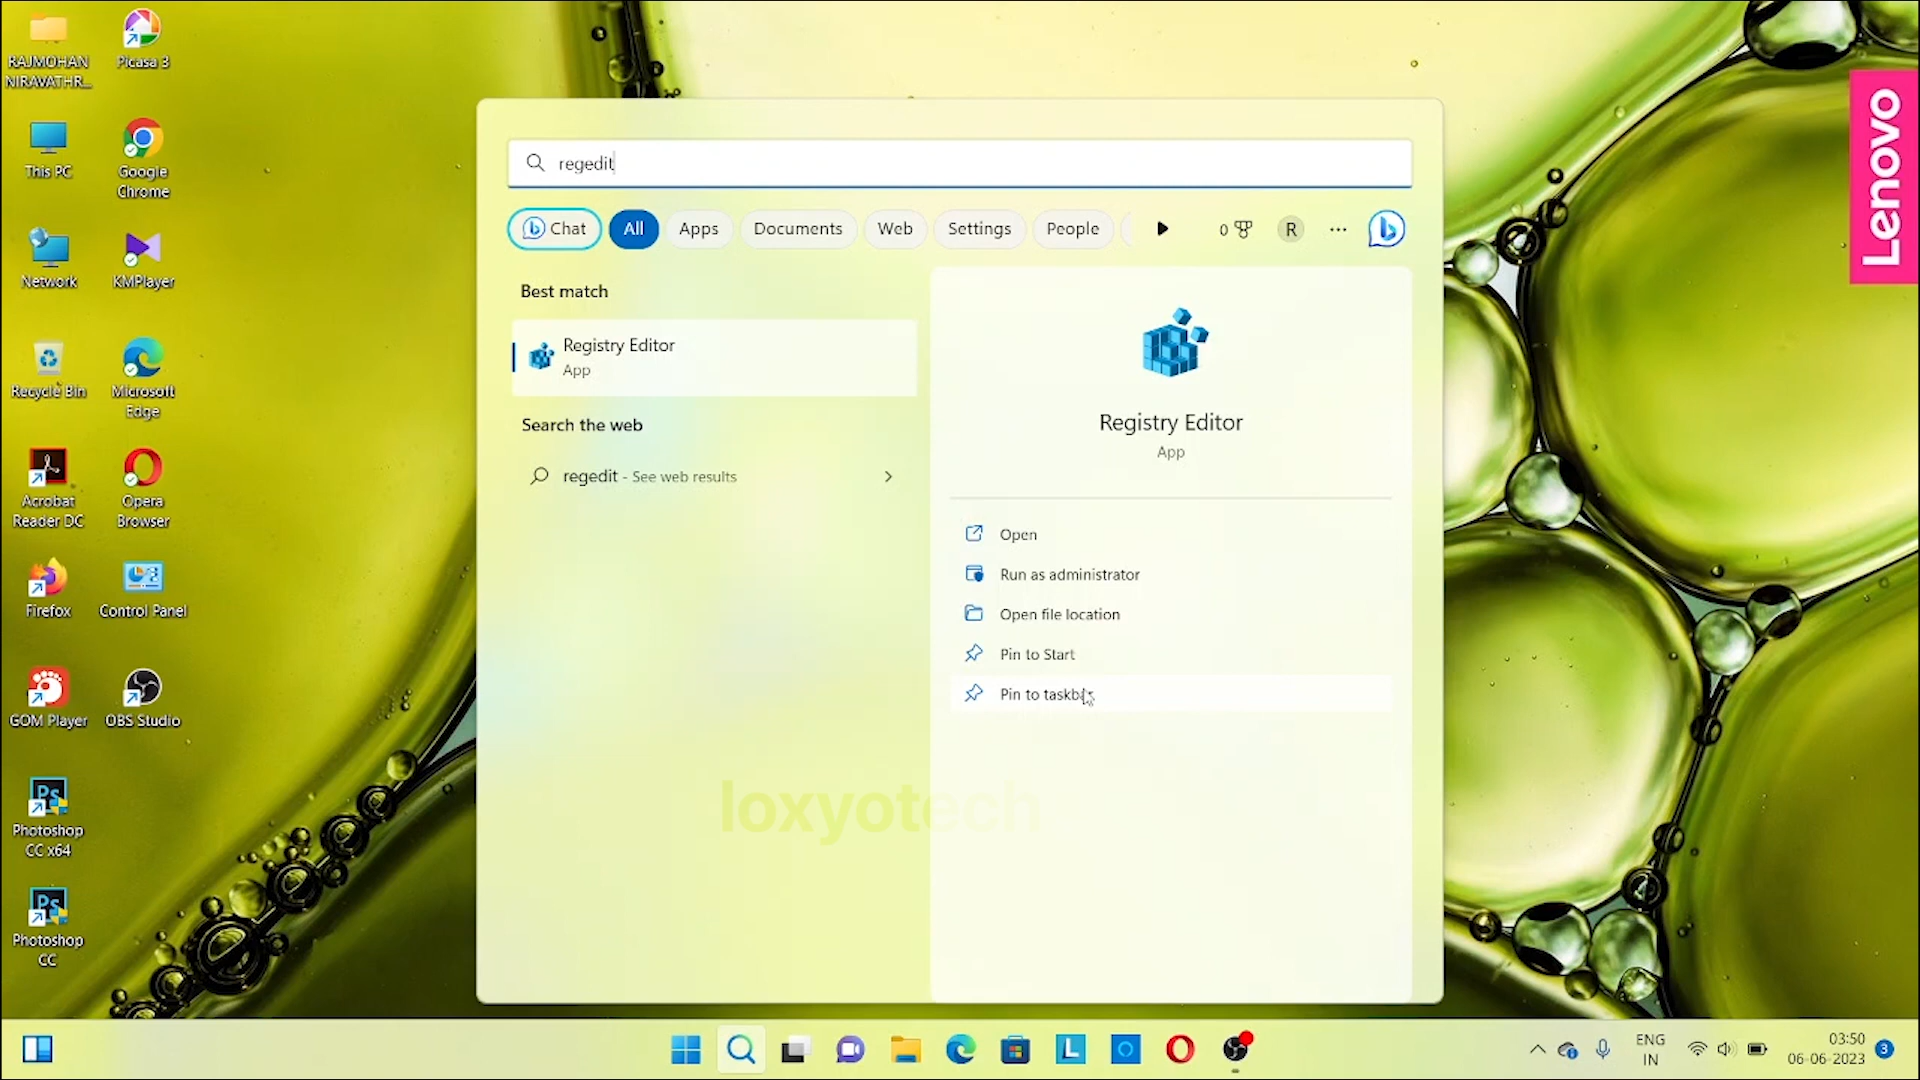 RAJMOHAN
NIRAVATHR...
Picasa 3
This PC
Google
Chrome
Network
KMPlayer
Recycle Bin
Microsoft
Edge
Acrobat
Reader DC
Opera
Browser
Firefox
Control Panel
GOM Player
OBS Studio
Ps
Photoshop
CC x64
Ps
Photoshop
CC
regedit
Chat
All
Apps
Documents
Web
Settings
People
0
R
...
Best match
Registry Editor
App
Search the web
regedit - See web results
Registry Editor
App
Open
Run as administrator
Open file location
Pin to Start
Pin to taskbar
loxyotech
Lenovo
L
ENG
IN
03:50
06-06-2023
3